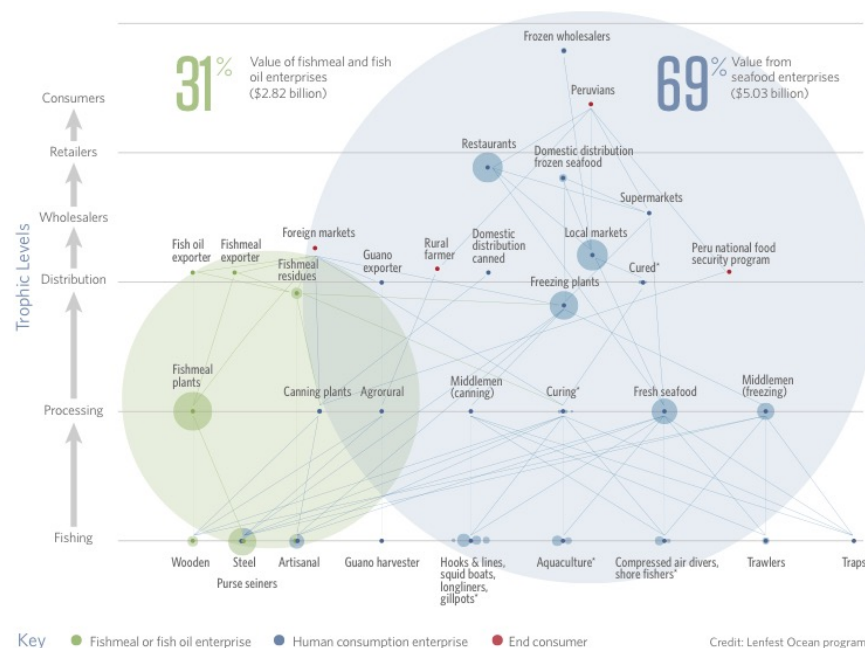 Frozen wholesalers
31%
Value of fishmeal and fish
oil enterprises
($2.82 billion)
69%
Value from
seafood enterprises
($5.03 billion)
Peruvians
Consumers
Retailers
Wholesalers
Distribution
Processing
Fishing
Trophic Levels
Restaurants
Domestic distribution
frozen seafood
Supermarkets
Fish oil
exporter
Fishmeal
exporter
Foreign markets
Fishmeal
residues
Guano
exporter
Rural
farmer
Domestic
distribution
canned
Local markets
Cured*
Peru national food
security program
Freezing plants
Fishmeal
plants
Canning plants
Agrorural
Middlemen
(canning)
Curing*
Fresh seafood
Middlemen
(freezing)
Wooden
Steel
Artisanal
Purse seiners
Guano harvester
Hooks & lines,
squid boats,
longliners,
gillpots*
Aquaculture*
Compressed air divers,
shore fishers*
Trawlers
Traps
Key
Fishmeal or fish oil enterprise
Human consumption enterprise
End consumer
Credit: Lenfest Ocean program